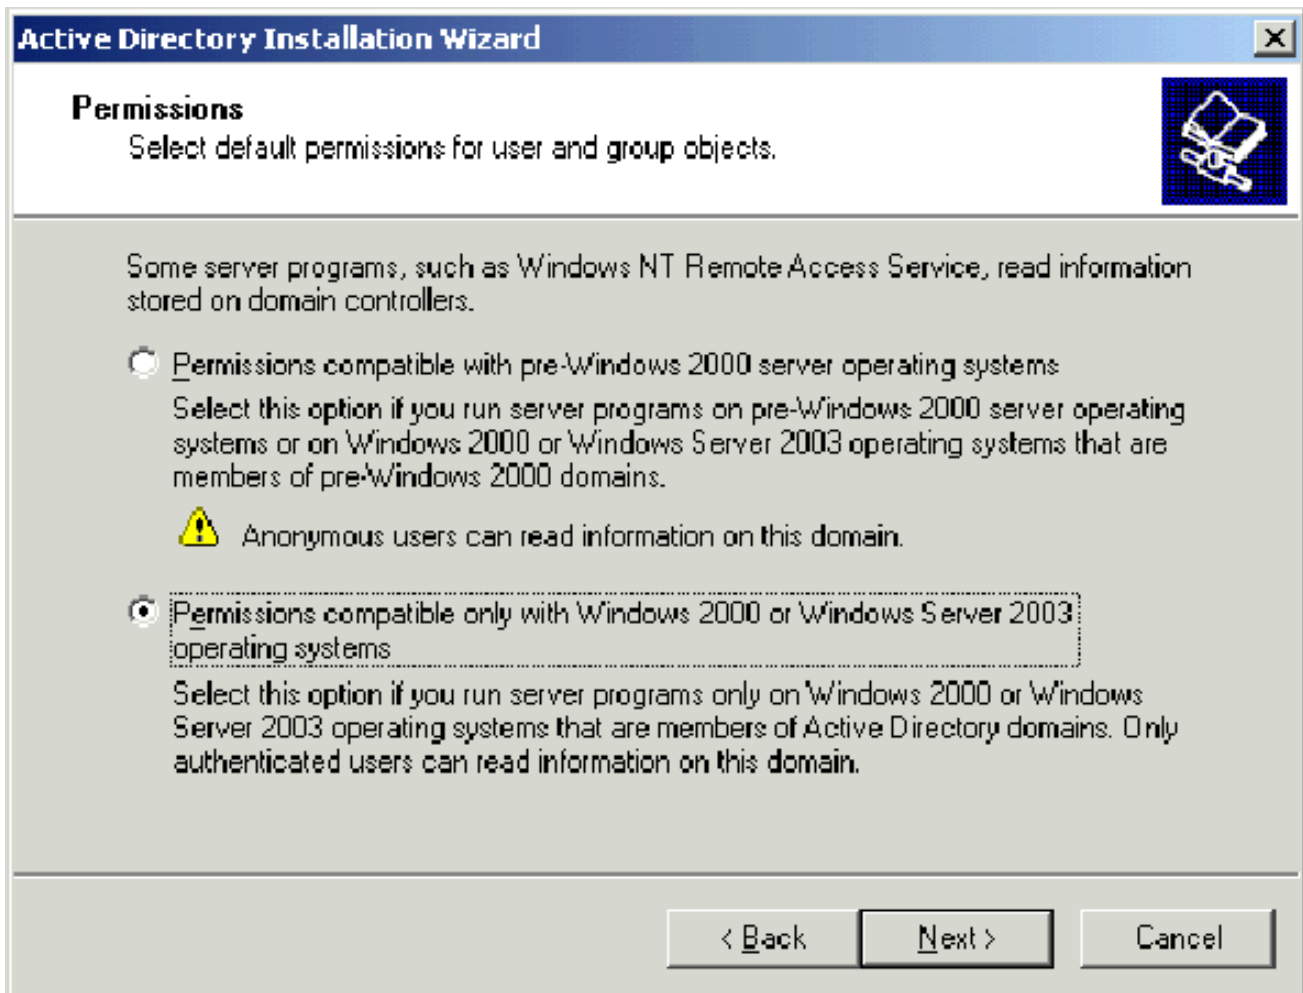 Active Directory Installation Wizard
Permissions
Select default permissions for user and group objects.
Some server programs, such as Windows NT Remote Access Service, read information
stored on domain controllers.
Permissions compatible with pre-Windows 2000 server operating systems
Select this option if you run server programs on pre-Windows 2000 server operating
systems or on Windows 2000 or Windows Server 2003 operating systems that are
members of pre-Windows 2000 domains.
Anonymous users can read information on this domain.
Permissions compatible only with Windows 2000 or Windows Server 2003
operating systems
Select this option if you run server programs only on Windows 2000 or Windows
Server 2003 operating systems that are members of Active Directory domains. Only
authenticated users can read information on this domain.
< Back
Next >
Cancel